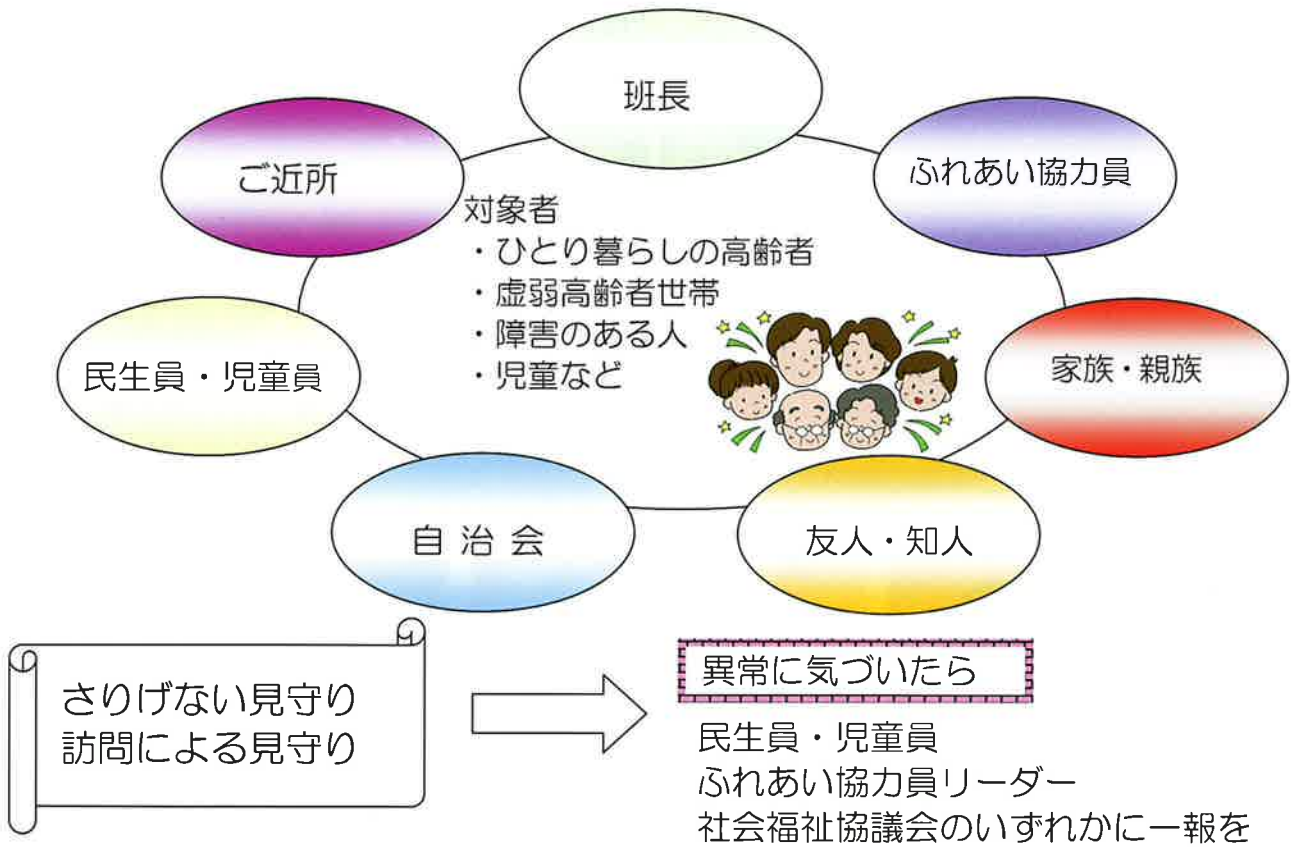 班長
ご近所
ふれあい協力員
対象者
・ひとり暮らしの高齢者
・虚弱高齢者世帯
・障害のある人
・児童など
民生員・児童員
家族・親族
自治会
友人・知人
さりげない見守り
訪問による見守り
異常に気づいたら
民生員・児童員
ふれあい協力員リーダー
社会福祉協議会のいずれかに一報を